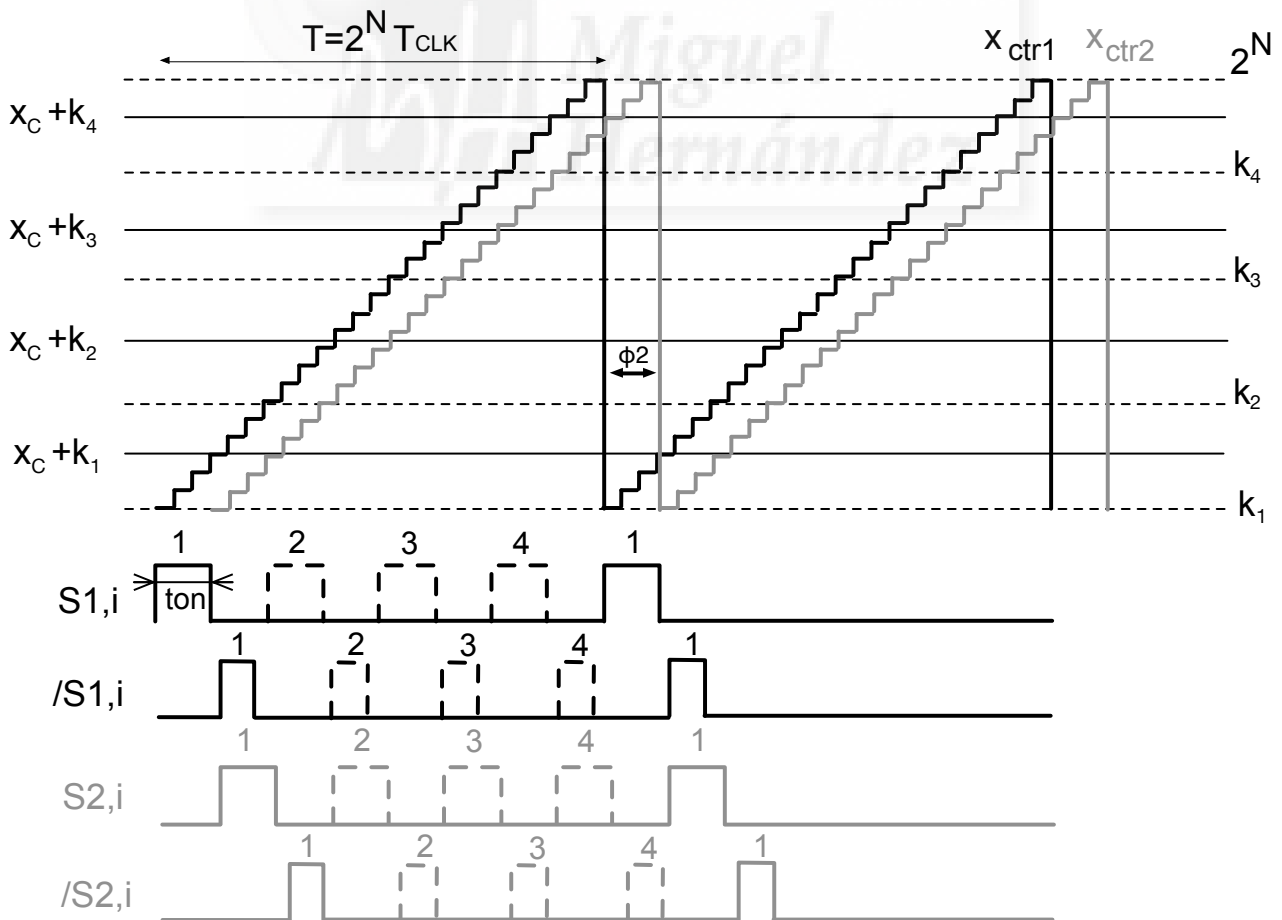 Miguel
Hernández
T=2^N T_CLK
x_ctr1
x_ctr2
2^N
x_C +k_4
k_4
x_C +k_3
k_3
x_C +k_2
ϕ2
k_2
x_C +k_1
k_1
1 2 3 4 1
S1,i
ton
1 2 3 4 1
/S1,i
1 2 3 4 1
S2,i
1 2 3 4 1
/S2,i